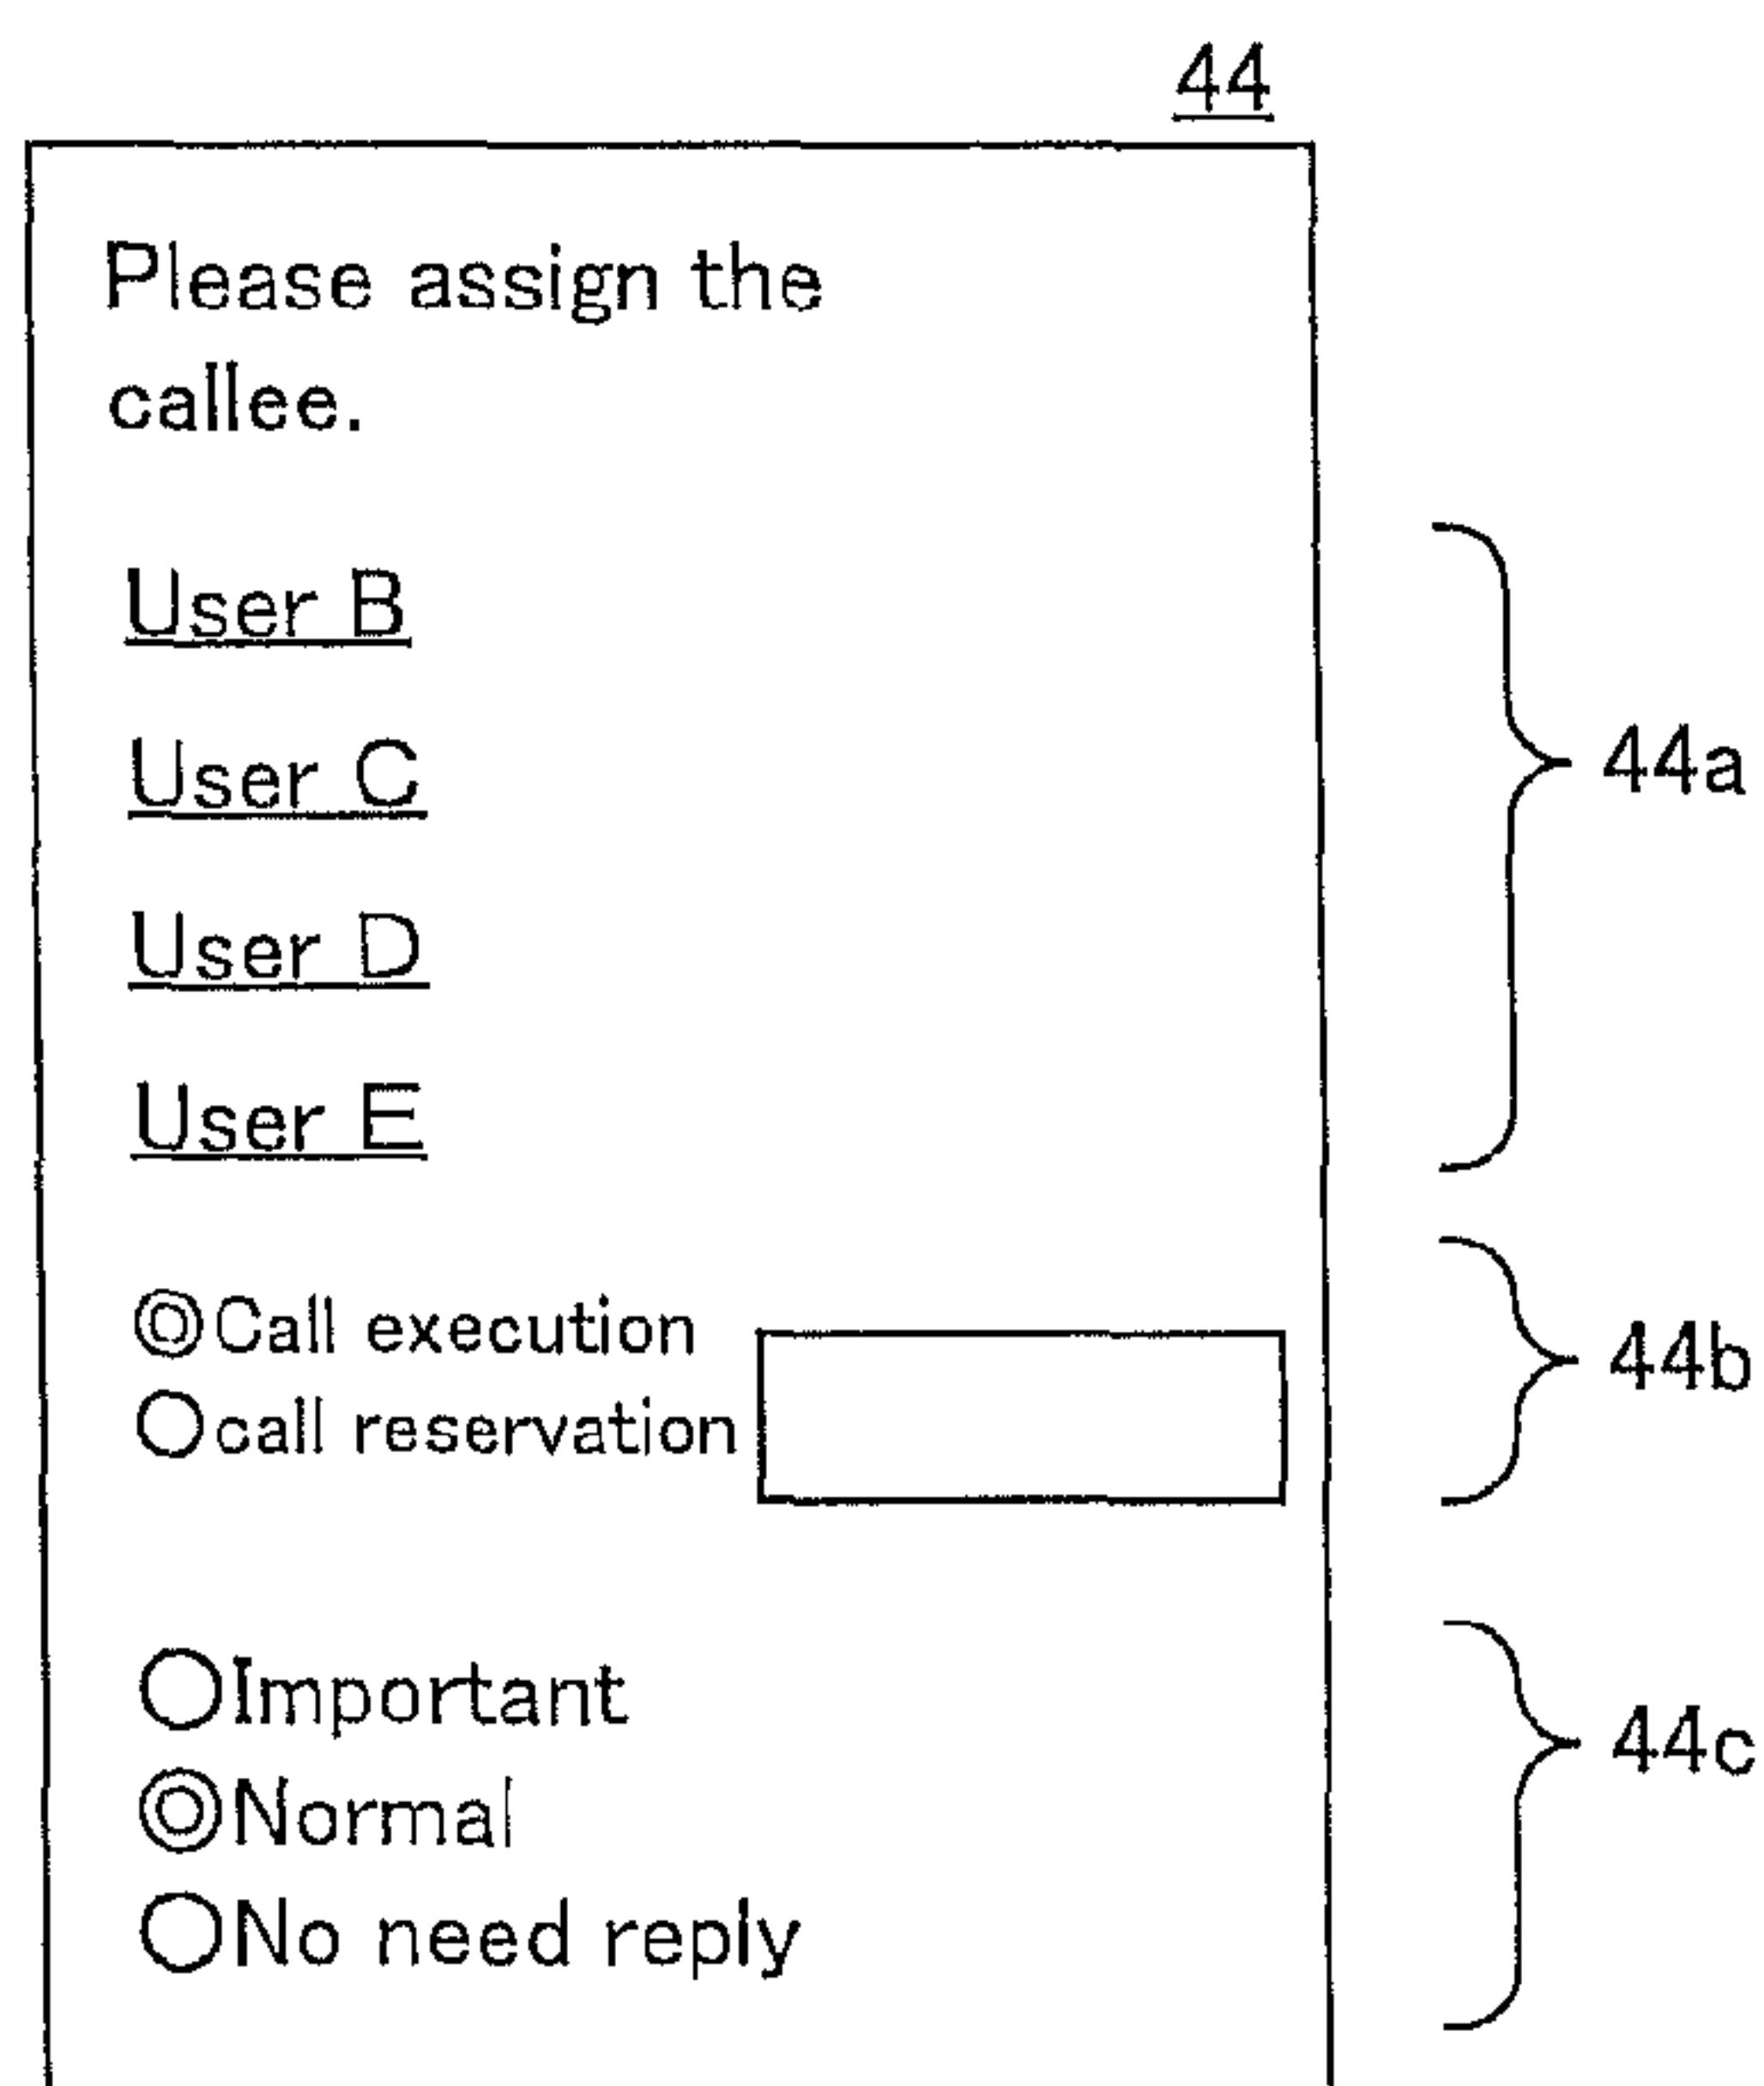 44
Please assign the
callee.
User B
User C
User D
User E
44a
Call execution
call reservation
44b
Important
Normal
No need reply
44c